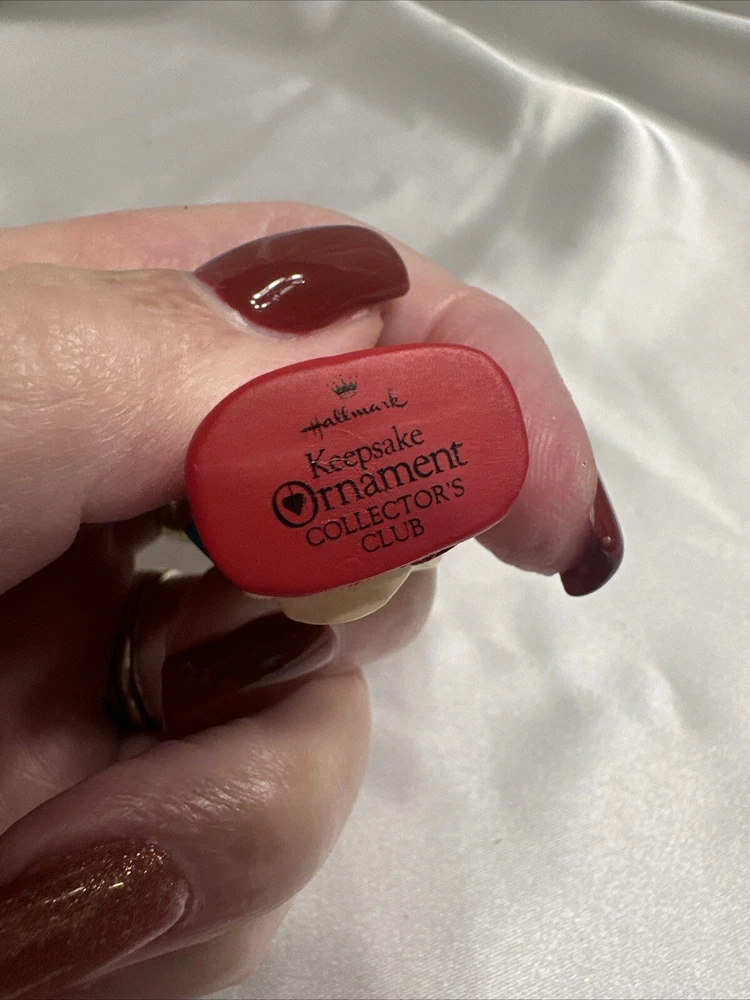 Hallmark
Keepsake
Ornament
COLLECTOR'S
CLUB